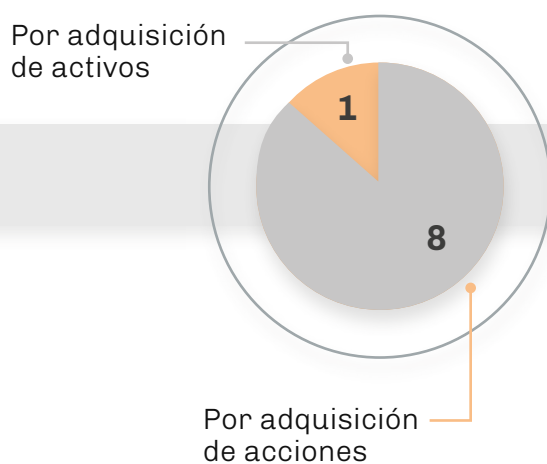 Por adquisición
de activos
1
8
Por adquisición
de acciones